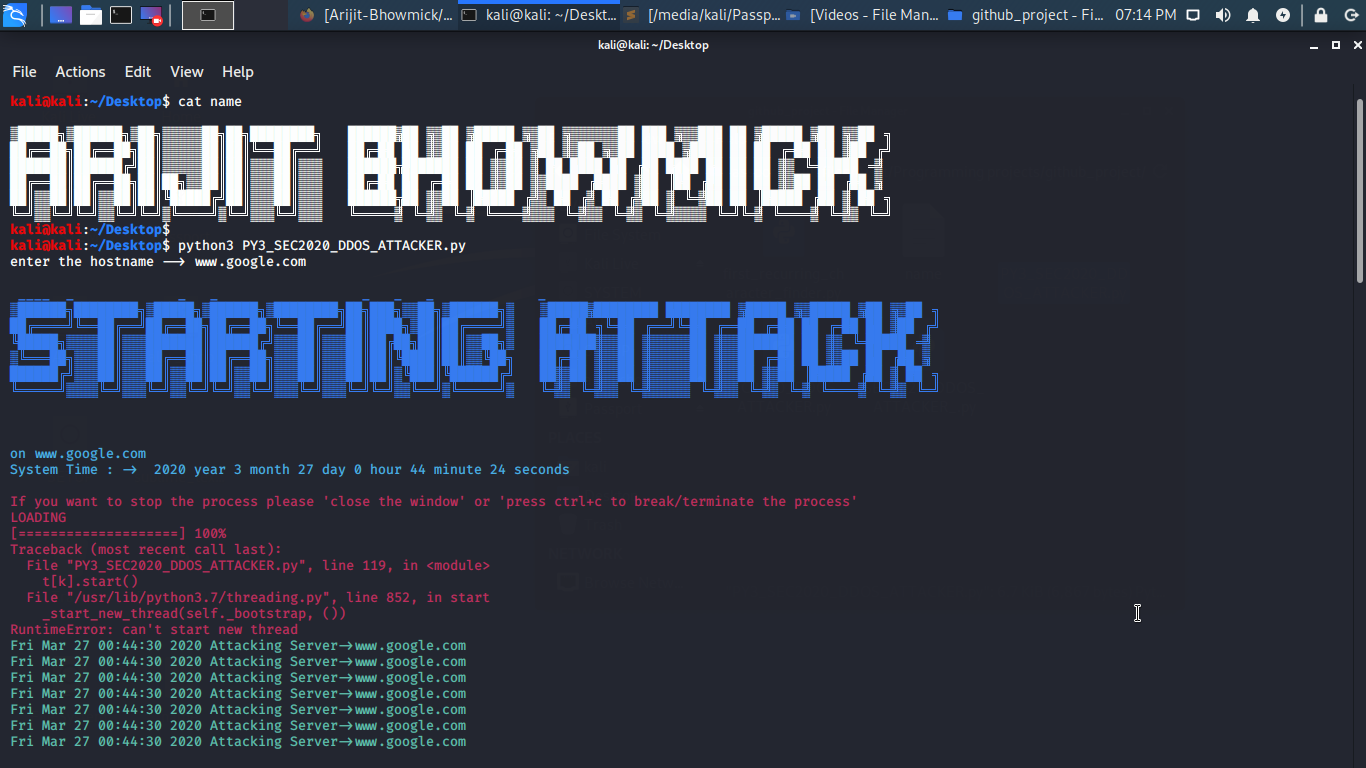 [Arijit-Bhowmick/... kali@kali: ~/Deskt... [/media/kali/Passp... [Videos - File Man... github_project - Fi... 07:14 PM
kali@kali: ~/Desktop
File Actions Edit View Help
kali@kali:~/Desktop$ cat name
ARIJIT BHOWMICK
kali@kali:~/Desktop$
kali@kali:~/Desktop$ python3 PY3_SEC2020_DDOS_ATTACKER.py
enter the hostname --> www.google.com
STARTING ATTACK
on www.google.com
System Time : -> 2020 year 3 month 27 day 0 hour 44 minute 24 seconds
If you want to stop the process please 'close the window' or 'press ctrl+c to break/terminate the process'
LOADING
[====================] 100%
Traceback (most recent call last):
File "PY3_SEC2020_DDOS_ATTACKER.py", line 119, in <module>
t[k].start()
File "/usr/lib/python3.7/threading.py", line 852, in start
_start_new_thread(self._bootstrap, ())
RuntimeError: can't start new thread
Fri Mar 27 00:44:30 2020 Attacking Server->www.google.com
Fri Mar 27 00:44:30 2020 Attacking Server->www.google.com
Fri Mar 27 00:44:30 2020 Attacking Server->www.google.com
Fri Mar 27 00:44:30 2020 Attacking Server->www.google.com
Fri Mar 27 00:44:30 2020 Attacking Server->www.google.com
Fri Mar 27 00:44:30 2020 Attacking Server->www.google.com
Fri Mar 27 00:44:30 2020 Attacking Server->www.google.com